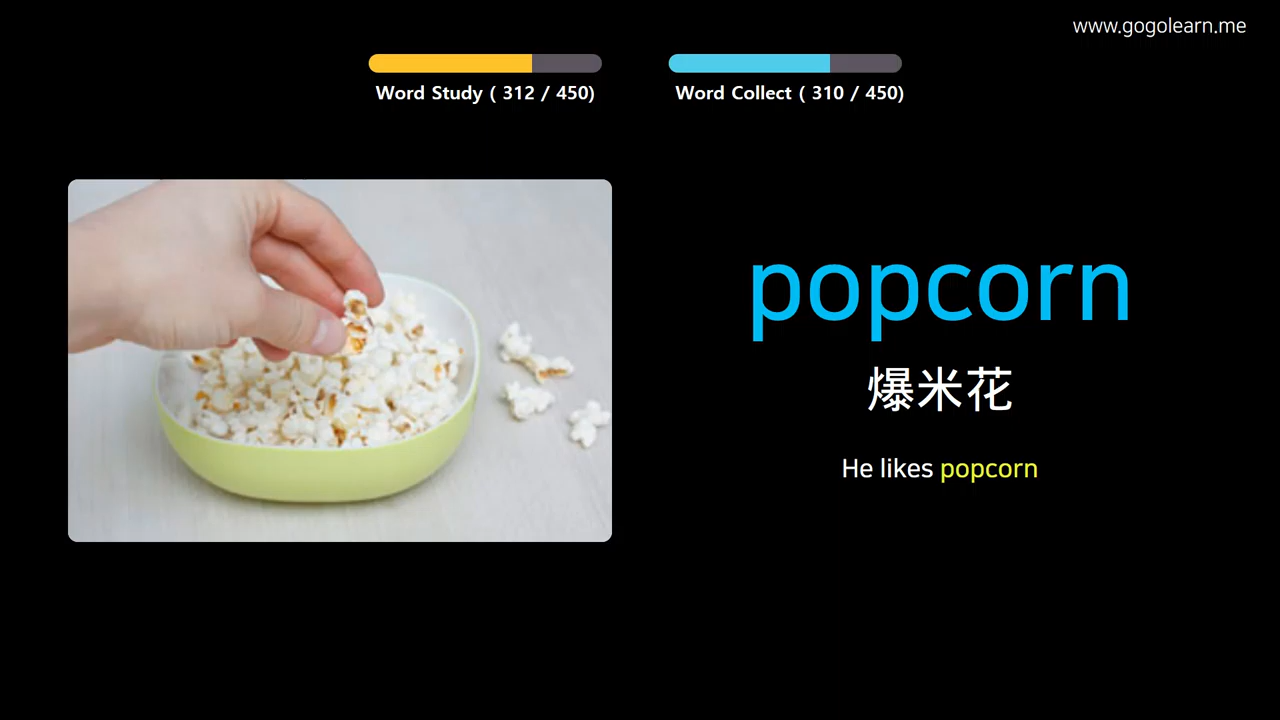 www.gogolearn.me
Word Study ( 312 / 450)
Word Collect ( 310 / 450)
popcorn
爆米花
He likes popcorn